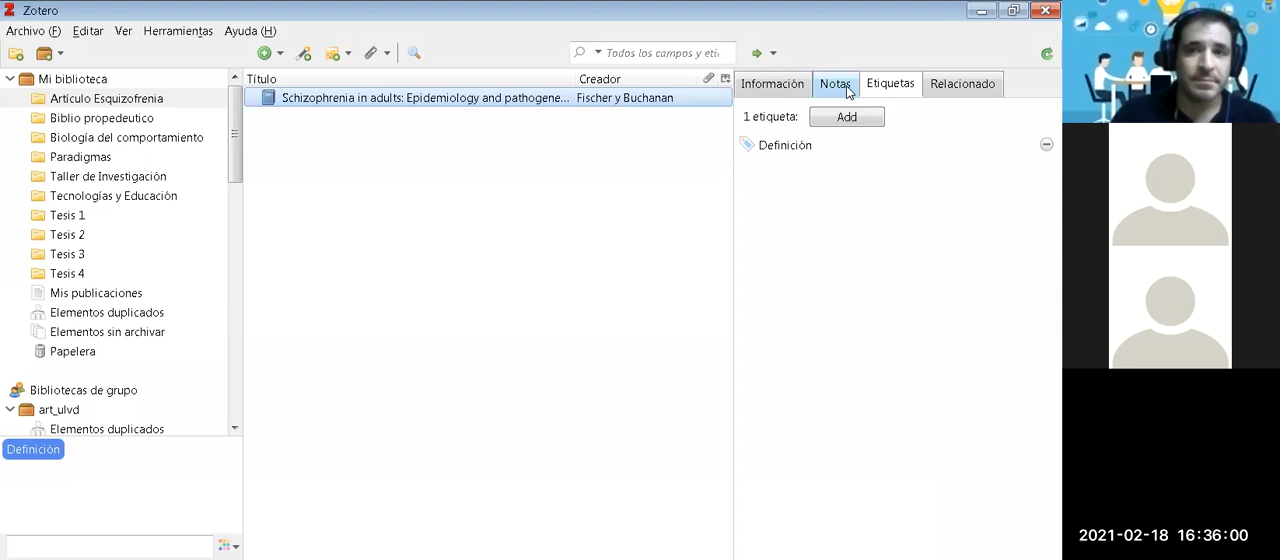 Zotero
Archivo (F) Editar Ver Herramientas Ayuda (H)
Todos los campos y eti
Mi biblioteca
Artículo Esquizofrenia
Biblio propedeutico
Biología del comportamiento
Paradigmas
Taller de Investigación
Tecnologías y Educación
Tesis 1
Tesis 2
Tesis 3
Tesis 4
Mis publicaciones
Elementos duplicados
Elementos sin archivar
Papelera
Bibliotecas de grupo
art_ulvd
Elementos duplicados
Definición
Título Creador
Schizophrenia in adults: Epidemiology and pathogene... Fischer y Buchanan
Información Notas Etiquetas Relacionado
1 etiqueta: Add
Definición
2021-02-18 16:36:00